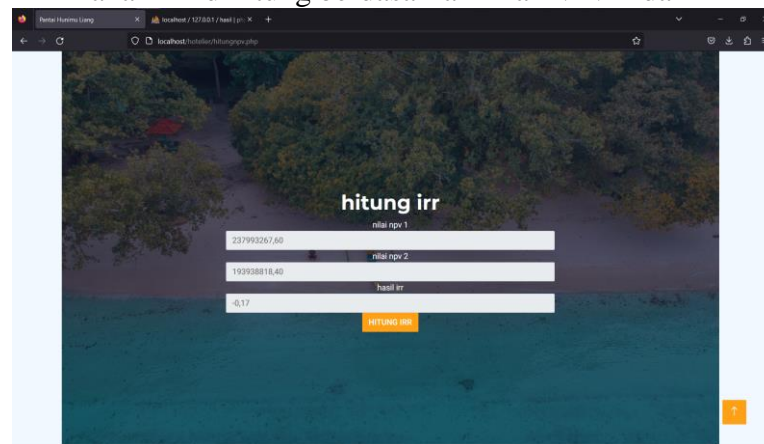 Pantai Hunimu Liang
localhost / 127.0.0.1 / hasil | ph
localhost/hotelier/hitungnpv.php
hitung irr
nilai npv 1
237993267,60
nilai npv 2
193938818,40
hasil irr
-0,17
HITUNG IRR